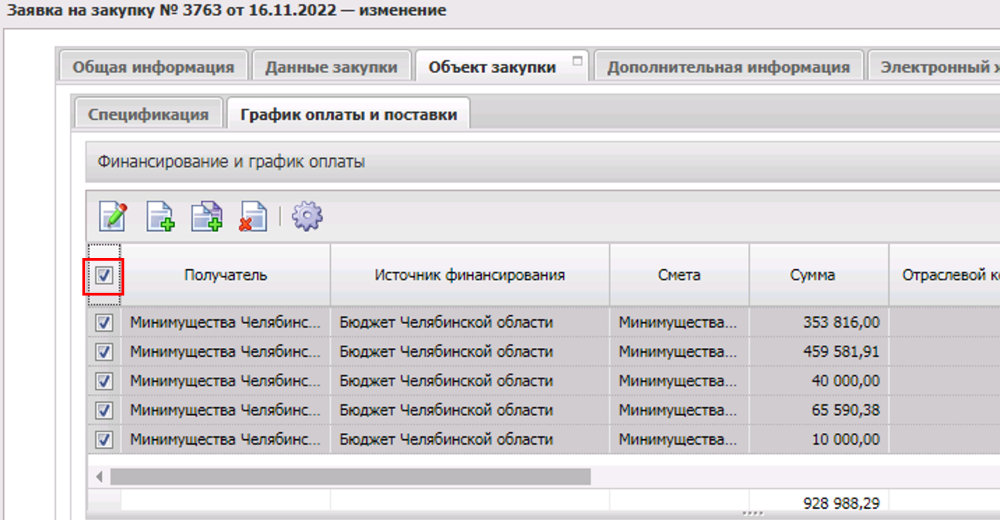 Заявка на закупку № 3763 от 16.11.2022 — изменение
Общая информация Данные закупки Объект закупки Дополнительная информация Электронный
Спецификация График оплаты и поставки
Финансирование и график оплаты
Получатель Источник финансирования Смета Сумма Отраслевой
Минимущества Челябинс... Бюджет Челябинской области Минимущества... 353 816,00
Минимущества Челябинс... Бюджет Челябинской области Минимущества... 459 581,91
Минимущества Челябинс... Бюджет Челябинской области Минимущества... 40 000,00
Минимущества Челябинс... Бюджет Челябинской области Минимущества... 65 590,38
Минимущества Челябинс... Бюджет Челябинской области Минимущества... 10 000,00
928 988,29